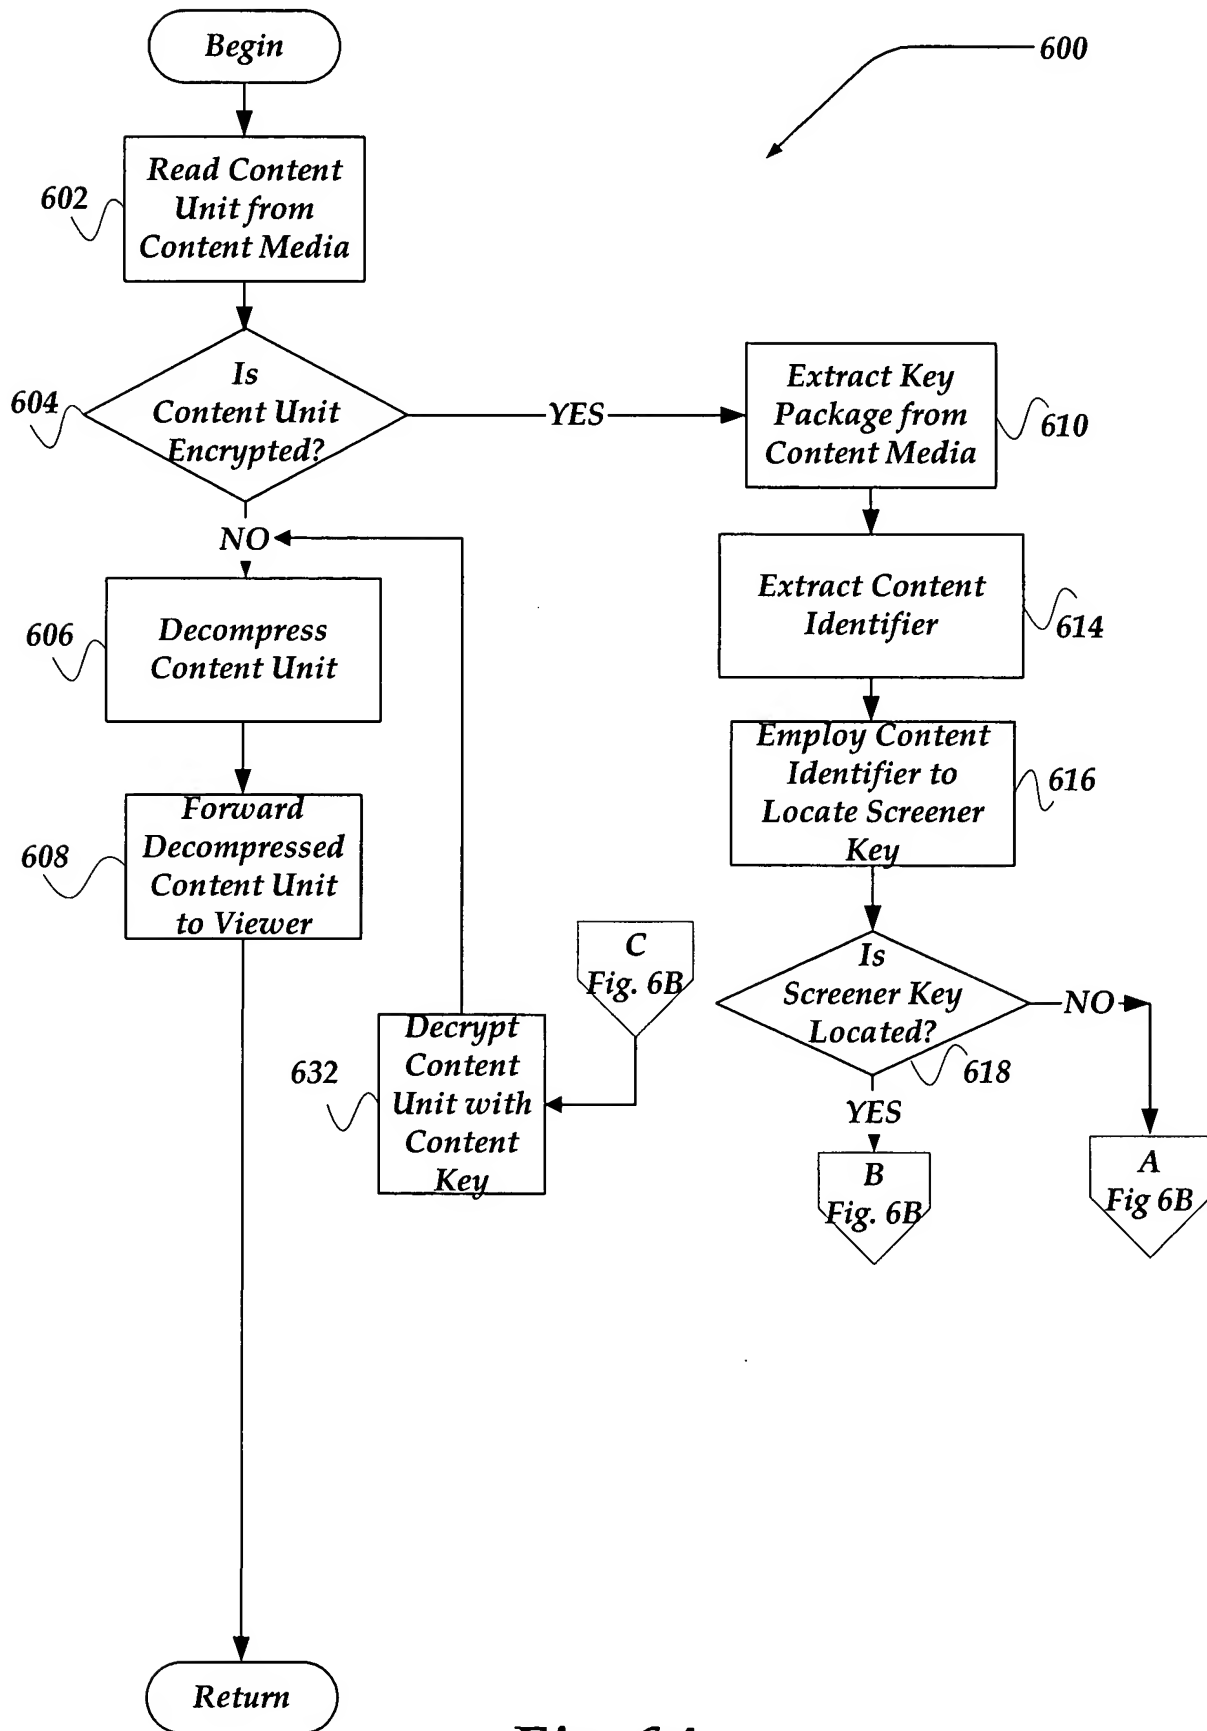 Begin
600
Read Content
Unit from
Content Media
602
Is
Content Unit
Encrypted?
604
YES
Extract Key
Package from
Content Media
610
NO
Extract Content
Identifier
614
Decompress
Content Unit
606
Employ Content
Identifier to
Locate Screener
Key
616
Forward
Decompressed
Content Unit
to Viewer
608
C
Fig. 6B
Is
Screener Key
Located?
618
NO
Decrypt
Content
Unit with
Content
Key
632
YES
B
Fig. 6B
A
Fig 6B
Return